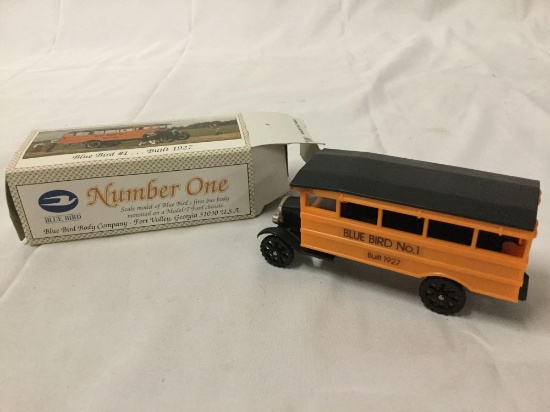 Blue Bird #1 . . . Built 1927
BLUE BIRD
Number One
Scale model of Blue Bird's first bus body
mounted on a Model-T Ford chassis
Blue Bird Body Company · Fort Valley, Georgia 31030 U.S.A.
BLUE BIRD No.1
Built 1927